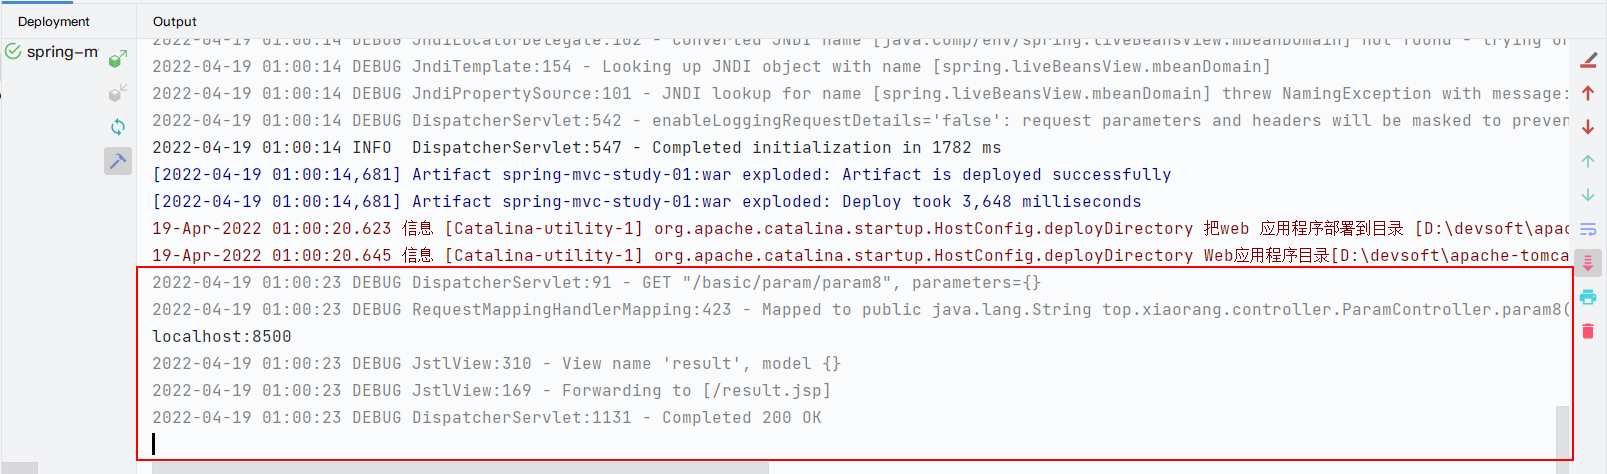 Deployment
Output
spring-mv
2022-04-19 01:00:14 DEBUG JndiLocatorDelegate:102 - Converted JNDI name [java:comp/env/spring.liveBeansView.mbeanDomain] not found - trying or
2022-04-19 01:00:14 DEBUG JndiTemplate:154 - Looking up JNDI object with name [spring.liveBeansView.mbeanDomain]
2022-04-19 01:00:14 DEBUG JndiPropertySource:101 - JNDI lookup for name [spring.liveBeansView.mbeanDomain] threw NamingException with message:
2022-04-19 01:00:14 DEBUG DispatcherServlet:542 - enableLoggingRequestDetails='false': request parameters and headers will be masked to preven
2022-04-19 01:00:14 INFO  DispatcherServlet:547 - Completed initialization in 1782 ms
[2022-04-19 01:00:14,681] Artifact spring-mvc-study-01:war exploded: Artifact is deployed successfully
[2022-04-19 01:00:14,681] Artifact spring-mvc-study-01:war exploded: Deploy took 3,648 milliseconds
19-Apr-2022 01:00:20.623 信息 [Catalina-utility-1] org.apache.catalina.startup.HostConfig.deployDirectory 把web 应用程序部署到目录 [D:\devsoft\apac
19-Apr-2022 01:00:20.645 信息 [Catalina-utility-1] org.apache.catalina.startup.HostConfig.deployDirectory Web应用程序目录[D:\devsoft\apache-tomca
2022-04-19 01:00:23 DEBUG DispatcherServlet:91 - GET "/basic/param/param8", parameters={}
2022-04-19 01:00:23 DEBUG RequestMappingHandlerMapping:423 - Mapped to public java.lang.String top.xiaorang.controller.ParamController.param8(
localhost:8500
2022-04-19 01:00:23 DEBUG JstlView:310 - View name 'result', model {}
2022-04-19 01:00:23 DEBUG JstlView:169 - Forwarding to [/result.jsp]
2022-04-19 01:00:23 DEBUG DispatcherServlet:1131 - Completed 200 OK